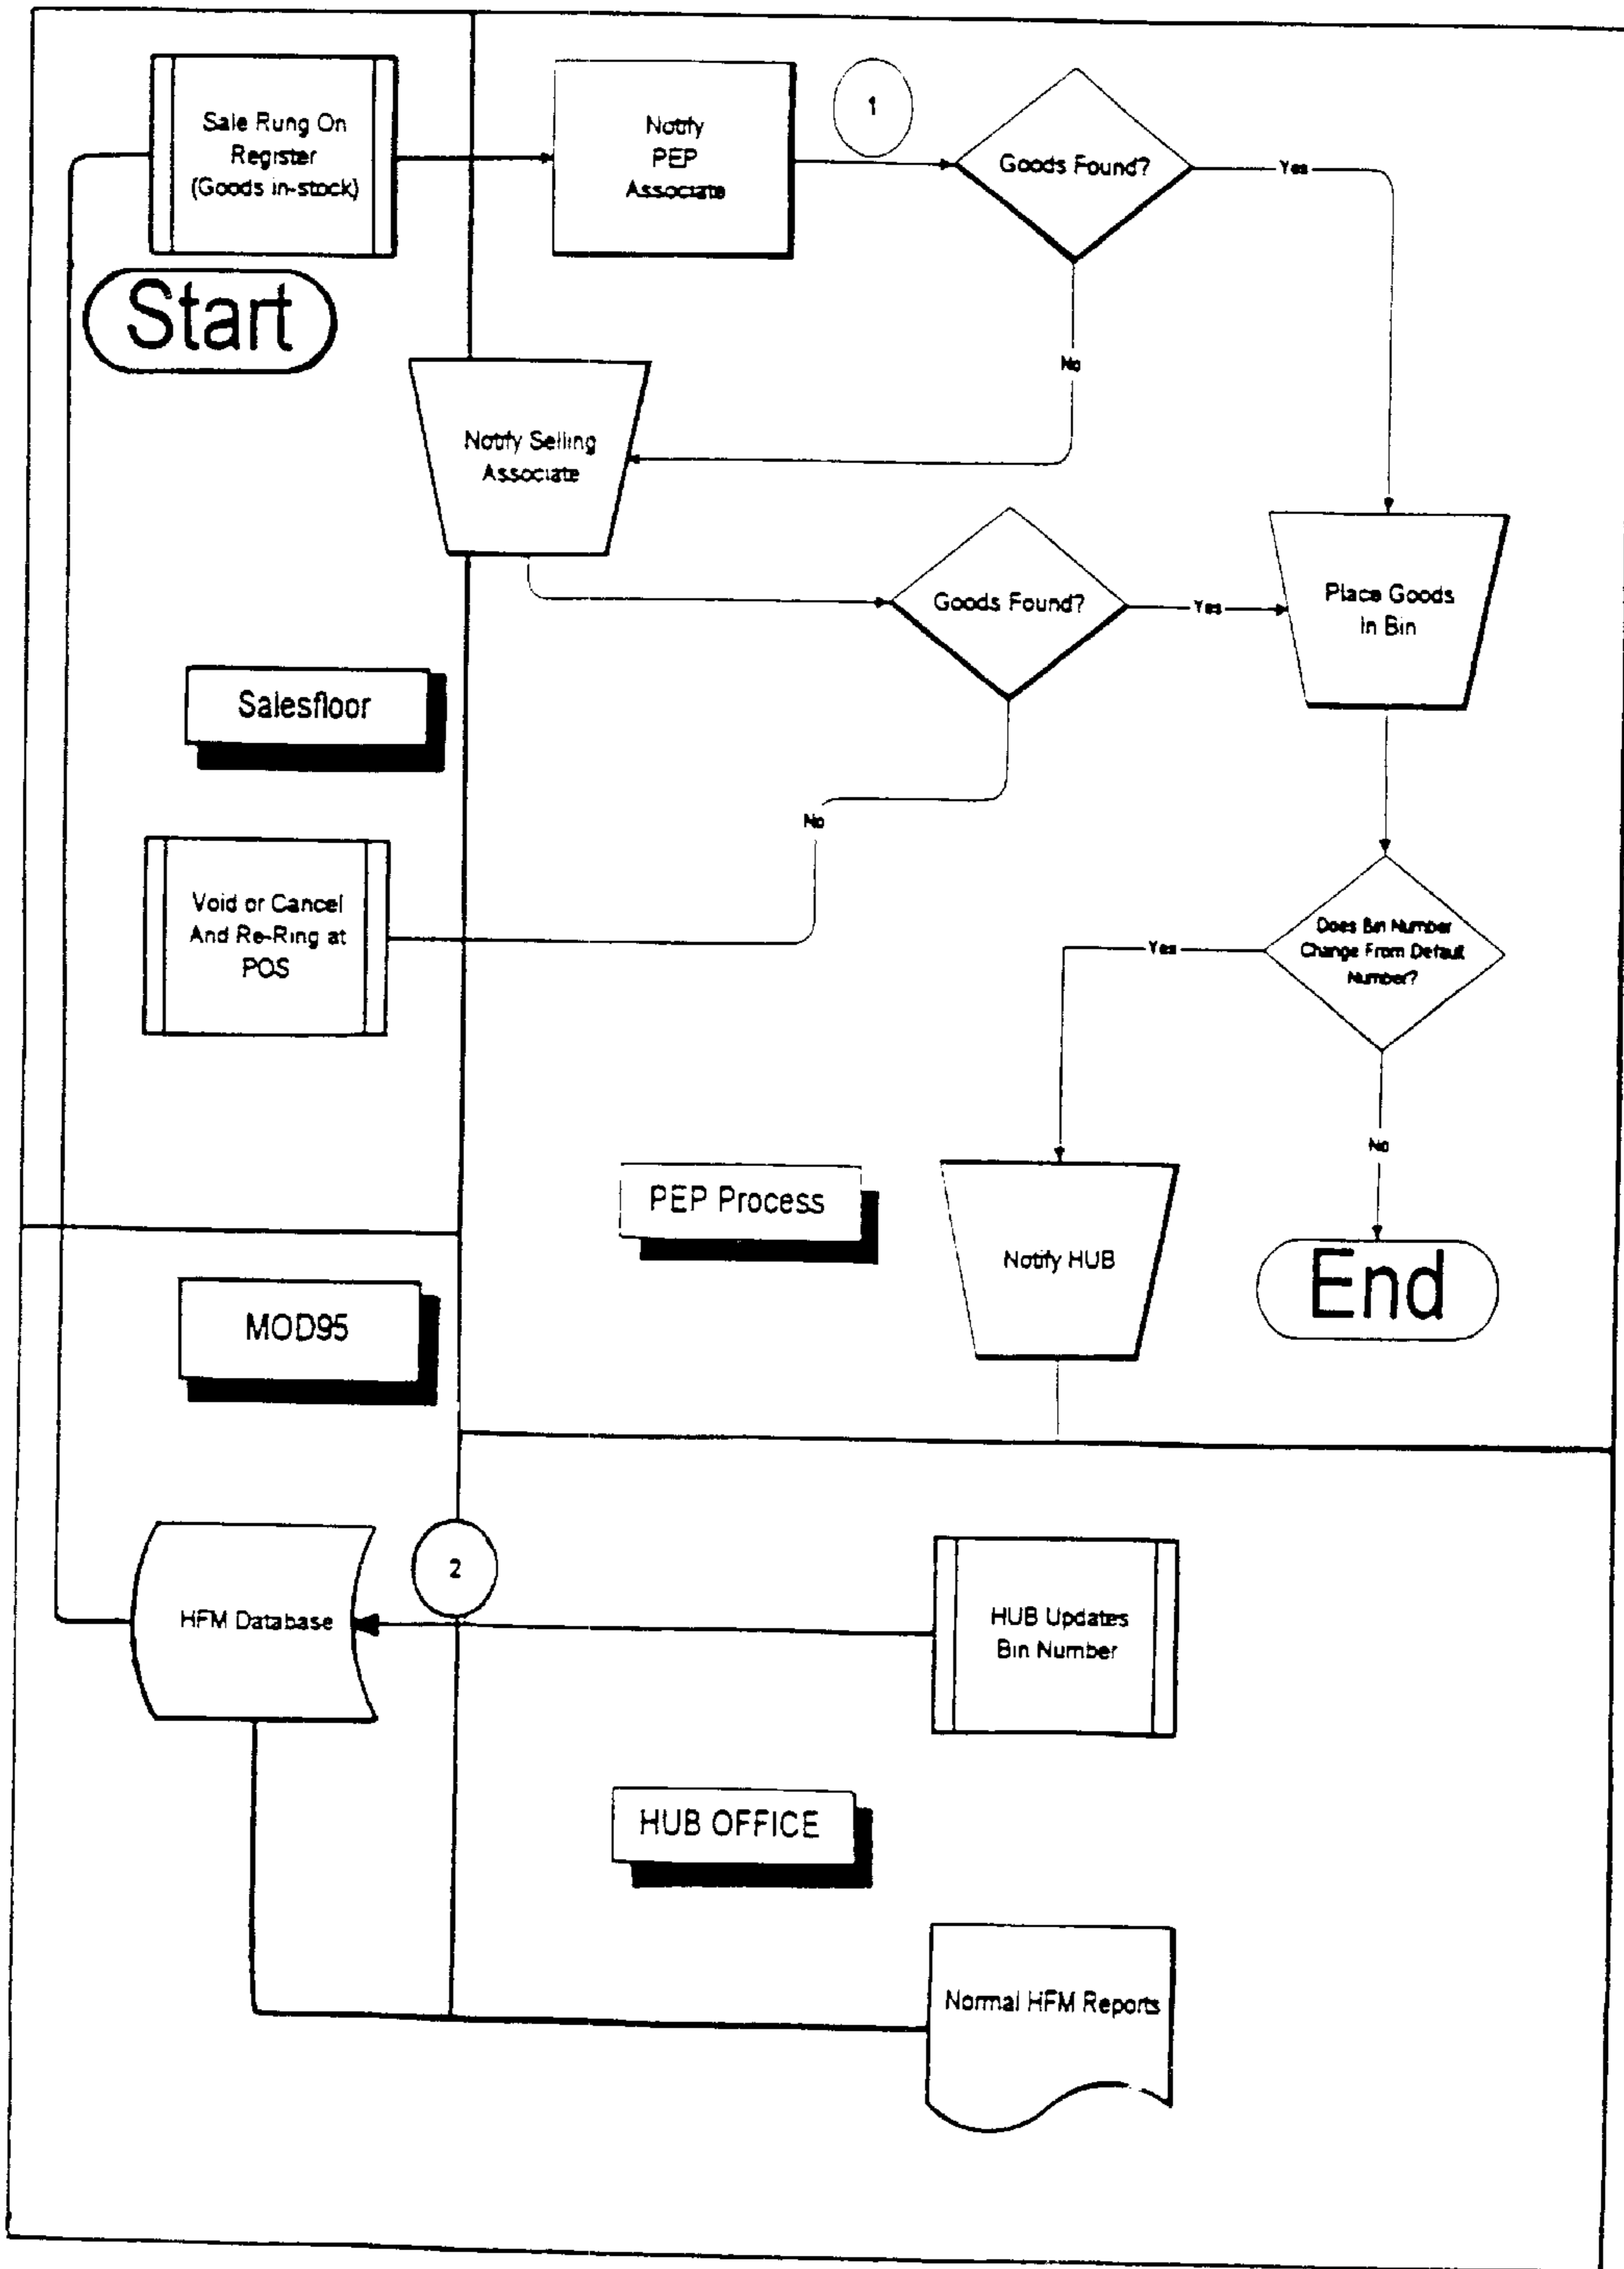 Sale Rung On
Register
(Goods in-stock)
Notify
PEP
Associate
1
Goods Found?
Yes
Start
No
Notify Selling
Associate
Goods Found?
Yes
Place Goods
In Bin
Salesfloor
No
Void or Cancel
And Re-Ring at
POS
Does Bin Number
Change From Default
Number?
Yes
No
PEP Process
Notify HUB
End
MOD95
2
HFM Database
HUB Updates
Bin Number
HUB OFFICE
Normal HFM Reports